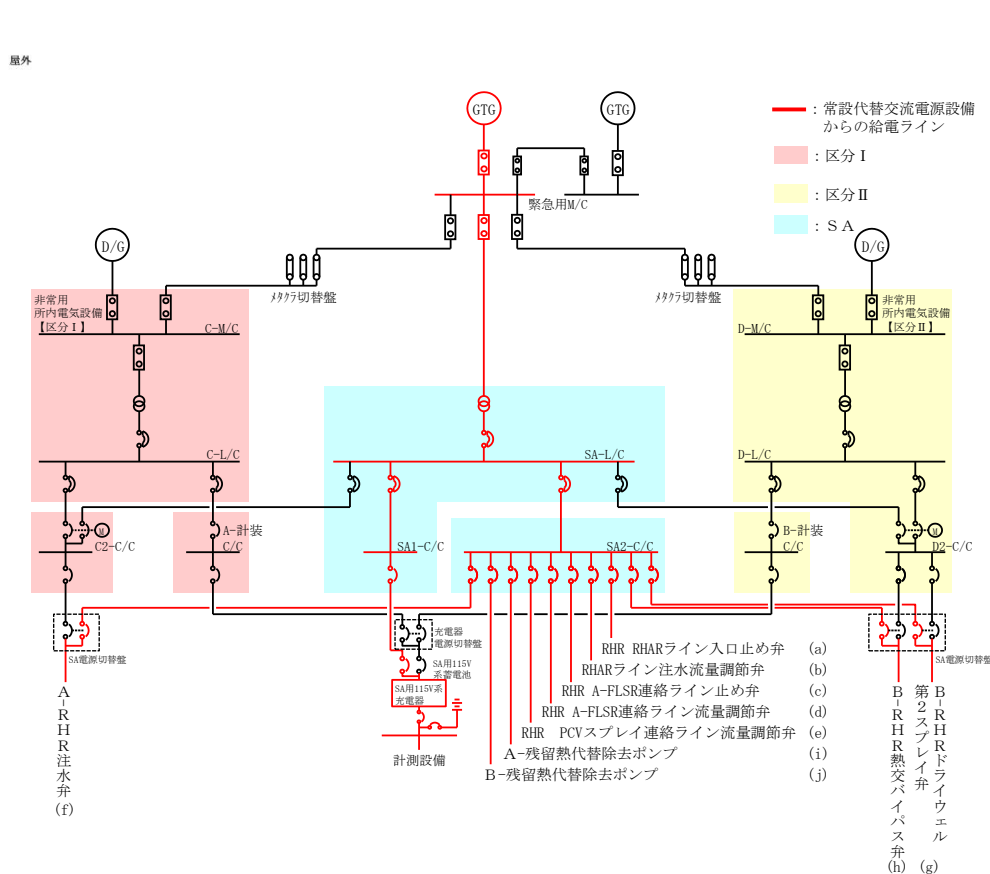 屋外
GTG
GTG
：常設代替交流電源設備
からの給電ライン
：区分Ⅰ
：区分Ⅱ
：ＳＡ
緊急用M/C
D/G
D/G
ﾒﾀｸﾗ切替盤
ﾒﾀｸﾗ切替盤
非常用
所内電気設備
【区分Ⅰ】
C-M/C
D-M/C
非常用
所内電気設備
【区分Ⅱ】
C-L/C
SA-L/C
D-L/C
M
C2-C/C
A-計装
C/C
SA1-C/C
SA2-C/C
B-計装
C/C
M
D2-C/C
SA電源切替盤
充電器
電源切替盤
SA用115V
系蓄電池
SA用115V系
充電器
計測設備
SA電源切替盤
RHR RHARライン入口止め弁 (a)
RHARライン注水流量調節弁 (b)
RHR A-FLSR連絡ライン止め弁 (c)
RHR A-FLSR連絡ライン流量調節弁 (d)
RHR PCVスプレイ連絡ライン流量調節弁 (e)
Ａ-残留熱代替除去ポンプ (i)
Ｂ-残留熱代替除去ポンプ (j)
Ａ-ＲＨＲ注水弁
(f)
Ｂ-ＲＨＲ熱交バイパス弁
(h)
Ｂ-ＲＨＲドライウェル
第２スプレイ弁
(g)